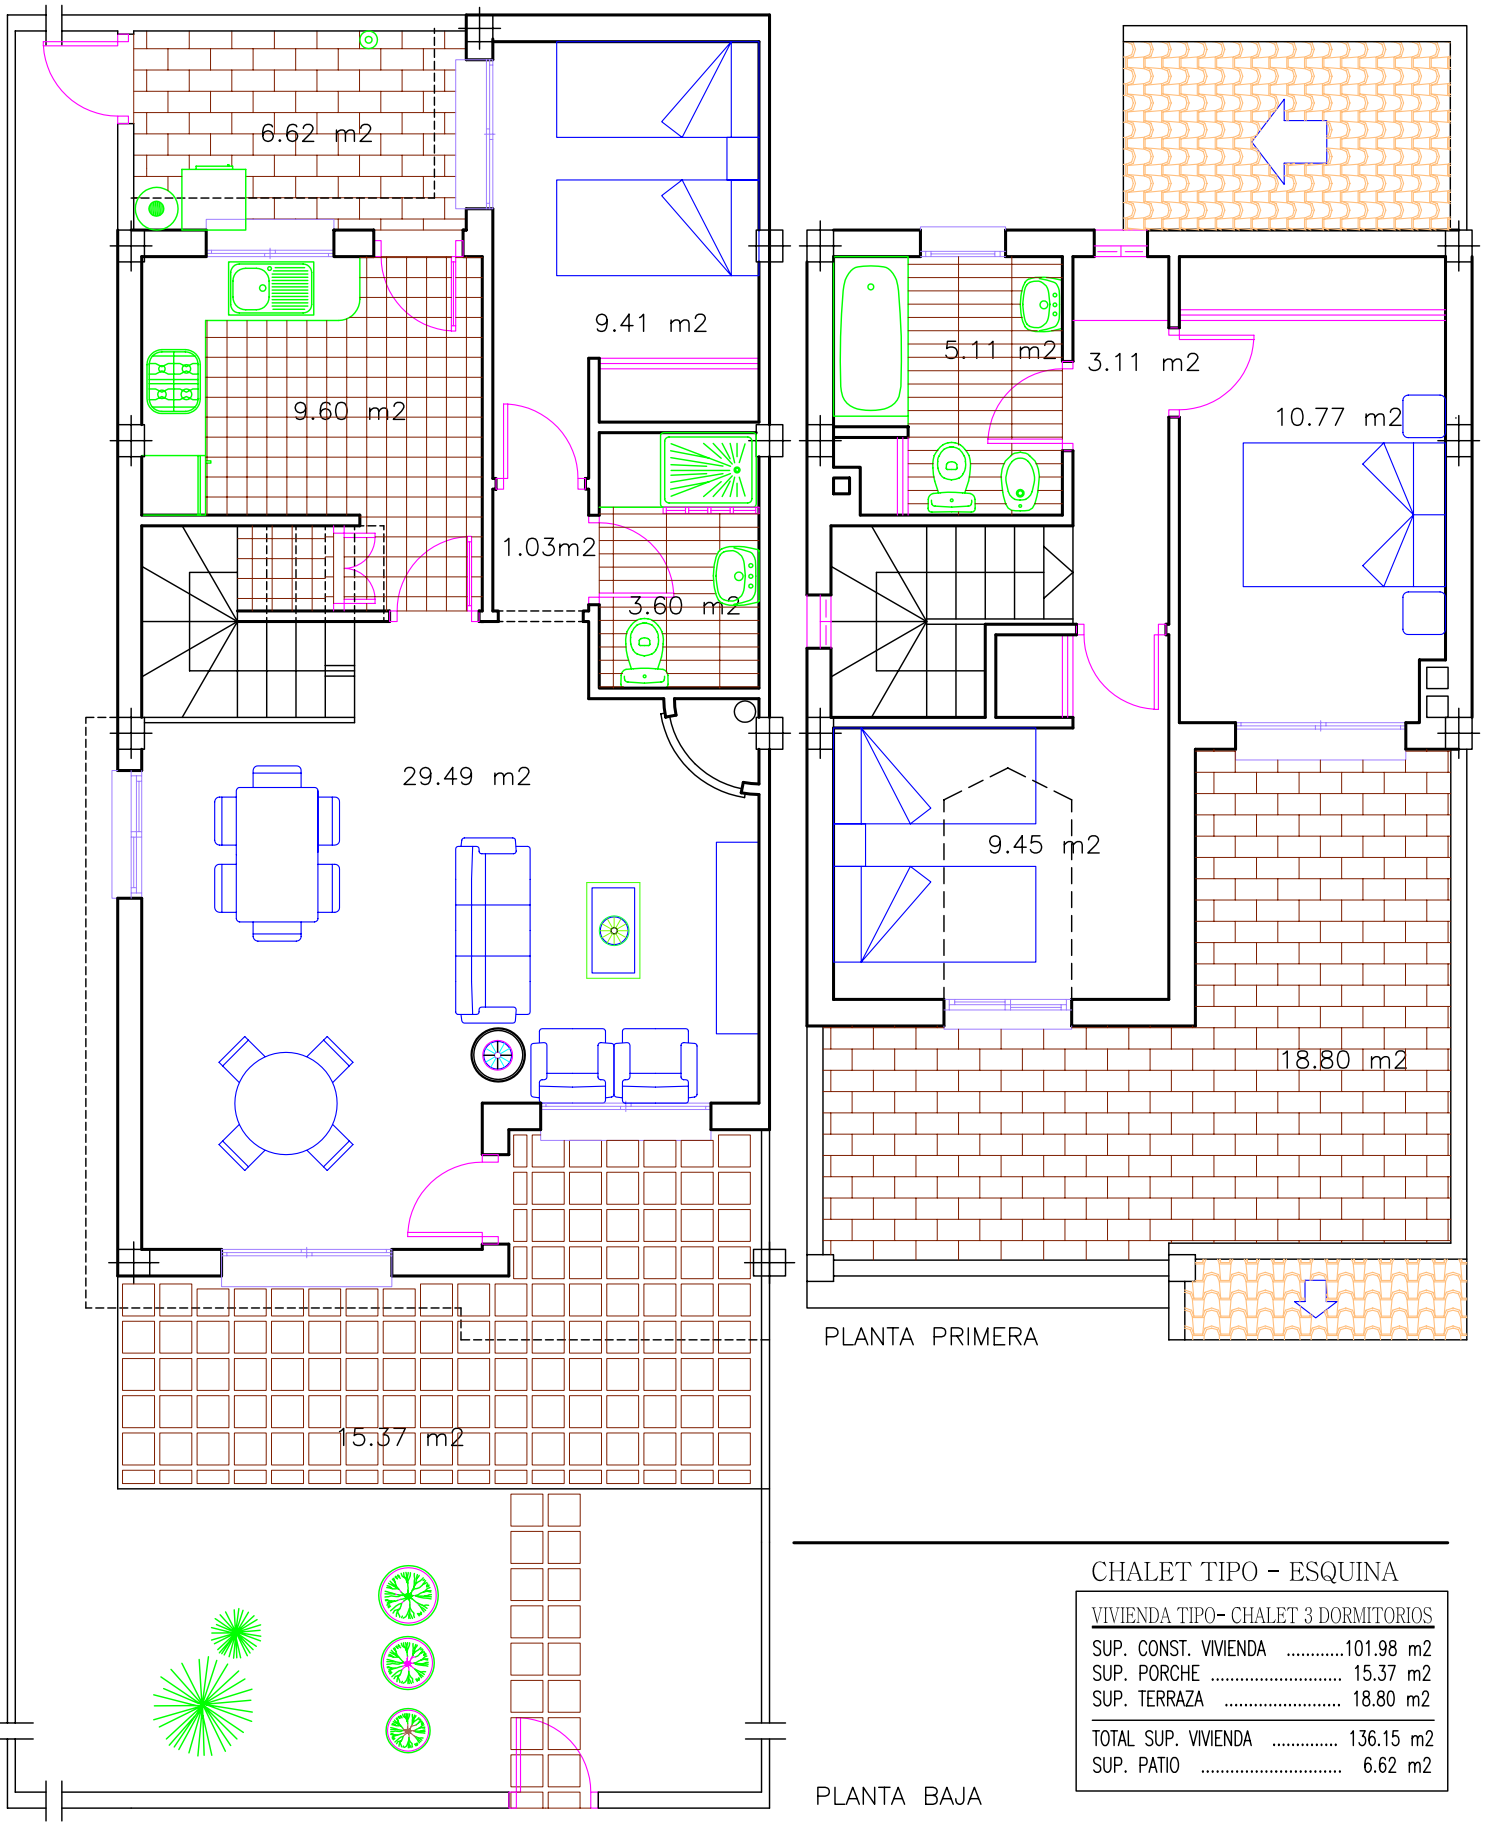 6.62 m2
9.41 m2
9.60 m2
1.03m2
3.60 m2
29.49 m2
15.37 m2
5.11 m2
3.11 m2
10.77 m2
9.45 m2
18.80 m2
PLANTA PRIMERA
PLANTA BAJA
CHALET TIPO - ESQUINA
VIVIENDA TIPO- CHALET 3 DORMITORIOS
SUP. CONST. VIVIENDA ............101.98 m2
SUP. PORCHE ........................ 15.37 m2
SUP. TERRAZA ..................... 18.80 m2
TOTAL SUP. VIVIENDA .............. 136.15 m2
SUP. PATIO .......................... 6.62 m2